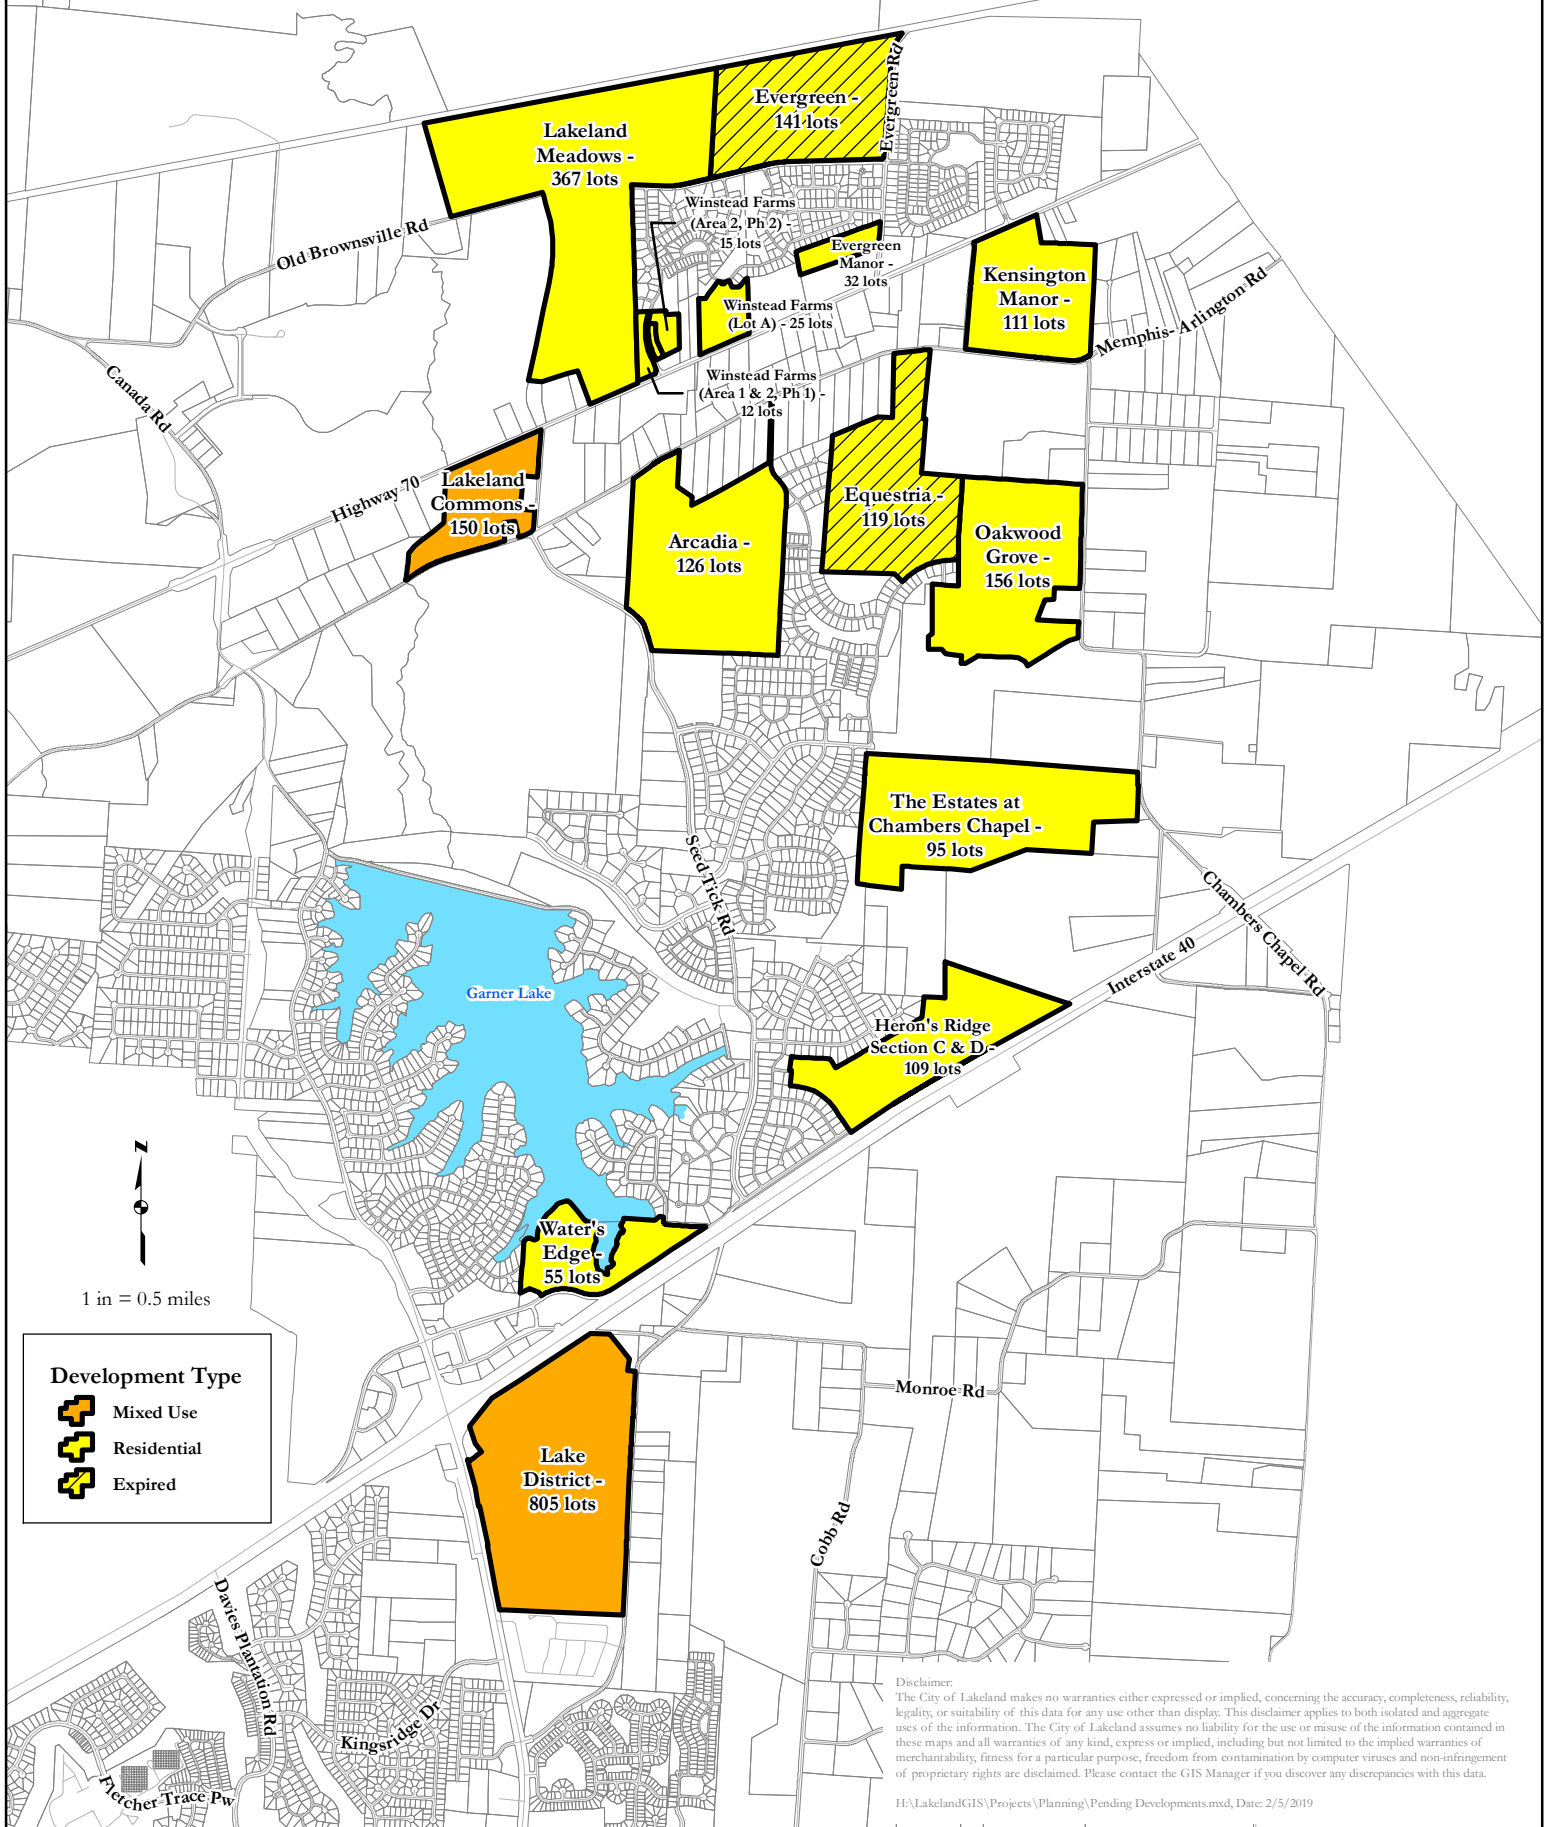 Evergreen Rd
Evergreen -
141 lots
Lakeland
Meadows -
367 lots
Winstead Farms
(Area 2, Ph 2) -
15 lots
Old Brownsville Rd
Evergreen
Manor -
32 lots
Kensington
Manor -
111 lots
Memphis-Arlington Rd
Winstead Farms
(Lot A) - 25 lots
Canada Rd
Winstead Farms
(Area 1 & 2, Ph 1) -
12 lots
Highway 70
Lakeland
Commons -
150 lots
Equestria -
119 lots
Arcadia -
126 lots
Oakwood
Grove -
156 lots
The Estates at
Chambers Chapel -
95 lots
Seed Tick Rd
Chambers Chapel Rd
Interstate 40
Garner Lake
Heron's Ridge
Section C & D -
109 lots
N
Water's
Edge -
55 lots
1 in = 0.5 miles
Development Type
Mixed Use
Residential
Expired
Monroe Rd
Lake
District -
805 lots
Cobb Rd
Davies Plantation Rd
Kingsridge Dr
Fletcher Trace Pw
Disclaimer:
The City of Lakeland makes no warranties either expressed or implied, concerning the accuracy, completeness, reliability,
legality, or suitability of this data for any use other than display. This disclaimer applies to both isolated and aggregate
uses of the information. The City of Lakeland assumes no liability for the use or misuse of the information contained in
these maps and all warranties of any kind, express or implied, including but not limited to the implied warranties of
merchantability, fitness for a particular purpose, freedom from contamination by computer viruses and non-infringement
of proprietary rights are disclaimed. Please contact the GIS Manager if you discover any discrepancies with this data.
H:\LakelandGIS\Projects\Planning\Pending Developments.mxd, Date: 2/5/2019